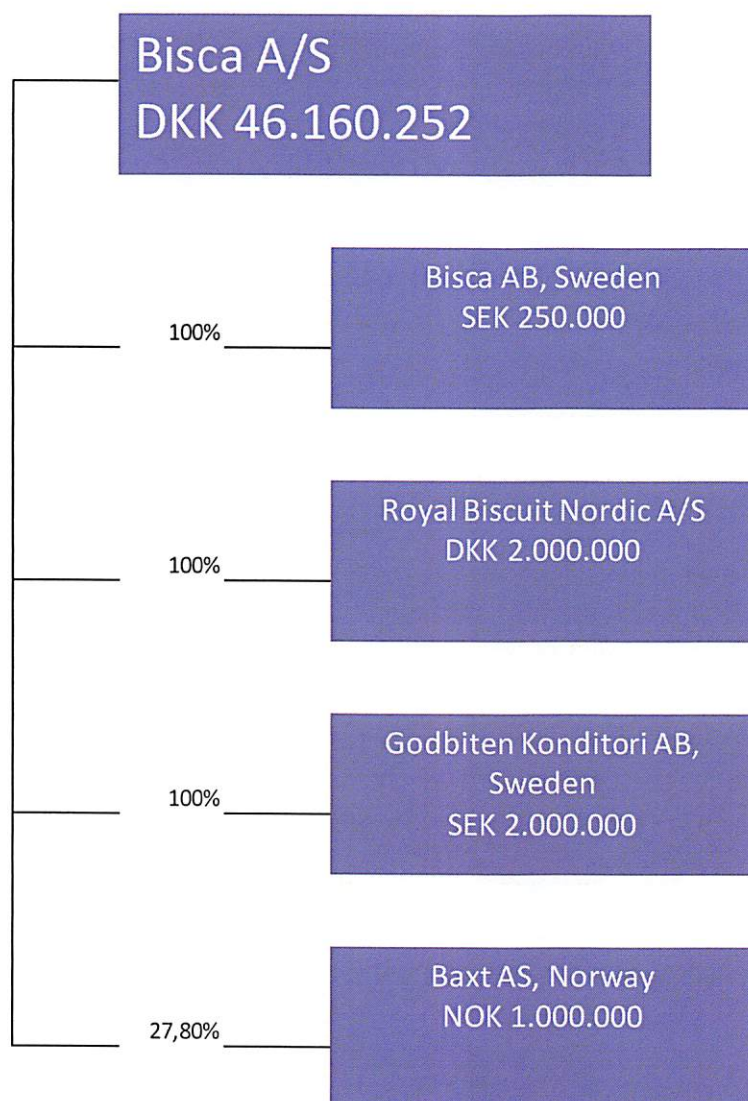 Bisca A/S
DKK 46.160.252
Bisca AB, Sweden
SEK 250.000
100%
Royal Biscuit Nordic A/S
DKK 2.000.000
100%
Godbiten Konditori AB,
Sweden
SEK 2.000.000
100%
Baxt AS, Norway
NOK 1.000.000
27,80%